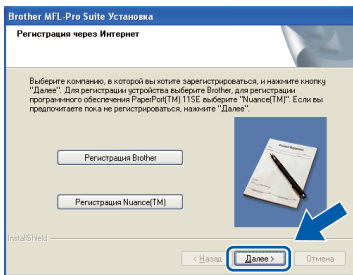 Brother MFL-Pro Suite Установка
Регистрация через Интернет
Выберите компанию, в которой вы хотите зарегистрироваться, и нажмите кнопку
"Далее". Для регистрации устройства выберите Brother, для регистрации
программного обеспечения PaperPort(TM) 11SE выберите "Nuance(TM)". Если вы
предпочитаете пока не регистрироваться, нажмите "Далее".
Регистрация Brother
Регистрация Nuance(TM)
InstallShield
< Назад Далее > Отмена